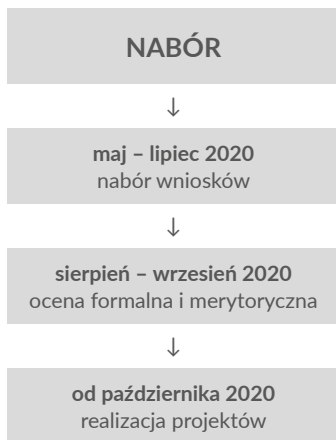 NABÓR
↓
maj – lipiec 2020
nabór wniosków
↓
sierpień – wrzesień 2020
ocena formalna i merytoryczna
↓
od października 2020
realizacja projektów